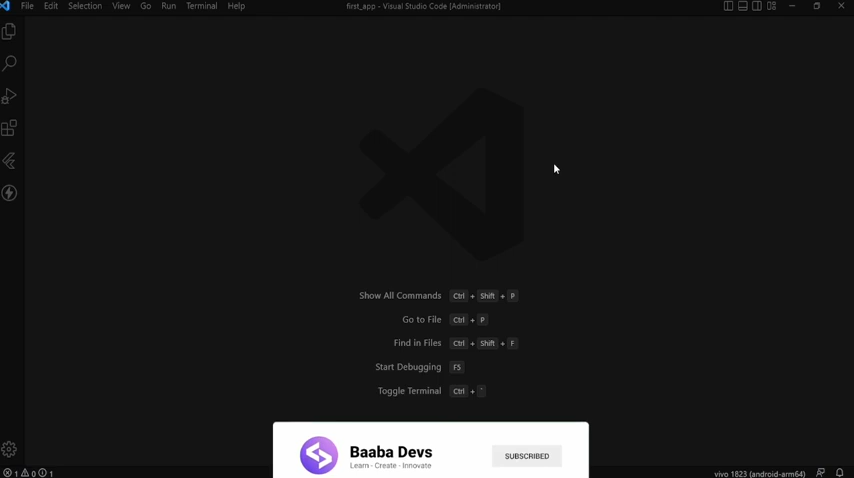 File Edit Selection View Go Run Terminal Help first_app - Visual Studio Code [Administrator]
Show All Commands Ctrl + Shift + P
Go to File Ctrl + P
Find in Files Ctrl + Shift + F
Start Debugging F5
Toggle Terminal Ctrl + `
Baaba Devs
Learn - Create - Innovate
SUBSCRIBED
1 0 1 vivo 1823 (android-arm64)